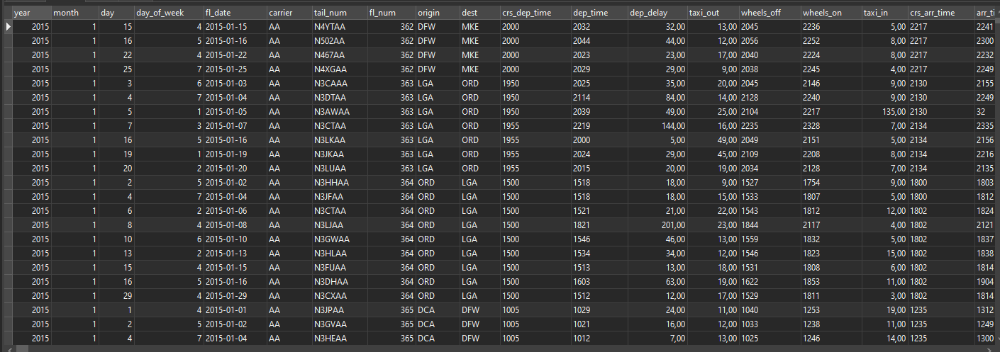 year month day day_of_week fl_date carrier tail_num fl_num origin dest crs_dep_time dep_time dep_delay taxi_out wheels_off wheels_on taxi_in crs_arr_time arr_ti
2015 1 15 4 2015-01-15 AA N4YTAA 362 DFW MKE 2000 2032 32,00 13,00 2045 2236 5,00 2217 2241
2015 1 16 5 2015-01-16 AA N502AA 362 DFW MKE 2000 2044 44,00 12,00 2056 2252 8,00 2217 2300
2015 1 22 4 2015-01-22 AA N467AA 362 DFW MKE 2000 2023 23,00 17,00 2040 2224 8,00 2217 2232
2015 1 25 7 2015-01-25 AA N4XGAA 362 DFW MKE 2000 2029 29,00 9,00 2038 2245 4,00 2217 2249
2015 1 3 6 2015-01-03 AA N3CAAA 363 LGA ORD 1950 2025 35,00 20,00 2045 2146 9,00 2130 2155
2015 1 4 7 2015-01-04 AA N3DTAA 363 LGA ORD 1950 2114 84,00 14,00 2128 2240 9,00 2130 2249
2015 1 5 1 2015-01-05 AA N3AWAA 363 LGA ORD 1950 2039 49,00 25,00 2104 2217 135,00 2130 32
2015 1 7 3 2015-01-07 AA N3CTAA 363 LGA ORD 1955 2219 144,00 16,00 2235 2328 7,00 2134 2335
2015 1 16 5 2015-01-16 AA N3LKAA 363 LGA ORD 1955 2000 5,00 49,00 2049 2151 5,00 2134 2156
2015 1 19 1 2015-01-19 AA N3JKAA 363 LGA ORD 1955 2024 29,00 45,00 2109 2208 8,00 2134 2216
2015 1 20 2 2015-01-20 AA N3LUAA 363 LGA ORD 1955 2015 20,00 19,00 2034 2128 7,00 2134 2135
2015 1 2 5 2015-01-02 AA N3HHAA 364 ORD LGA 1500 1518 18,00 9,00 1527 1754 9,00 1800 1803
2015 1 4 7 2015-01-04 AA N3JFAA 364 ORD LGA 1500 1518 18,00 15,00 1533 1807 5,00 1800 1812
2015 1 6 2 2015-01-06 AA N3CTAA 364 ORD LGA 1500 1521 21,00 22,00 1543 1812 12,00 1802 1824
2015 1 8 4 2015-01-08 AA N3LJAA 364 ORD LGA 1500 1821 201,00 23,00 1844 2117 4,00 1802 2121
2015 1 10 6 2015-01-10 AA N3GWAA 364 ORD LGA 1500 1546 46,00 13,00 1559 1832 5,00 1802 1837
2015 1 13 2 2015-01-13 AA N3HLAA 364 ORD LGA 1500 1534 34,00 12,00 1546 1823 15,00 1802 1838
2015 1 15 4 2015-01-15 AA N3FUAA 364 ORD LGA 1500 1513 13,00 18,00 1531 1808 6,00 1802 1814
2015 1 16 5 2015-01-16 AA N3DHAA 364 ORD LGA 1500 1603 63,00 19,00 1622 1853 11,00 1802 1904
2015 1 29 4 2015-01-29 AA N3CXAA 364 ORD LGA 1500 1512 12,00 17,00 1529 1811 3,00 1802 1814
2015 1 1 4 2015-01-01 AA N3JPAA 365 DCA DFW 1005 1029 24,00 11,00 1040 1253 19,00 1235 1312
2015 1 2 5 2015-01-02 AA N3GVAA 365 DCA DFW 1005 1021 16,00 12,00 1033 1238 11,00 1235 1249
2015 1 4 7 2015-01-04 AA N3HEAA 365 DCA DFW 1005 1012 7,00 13,00 1025 1246 14,00 1235 1300